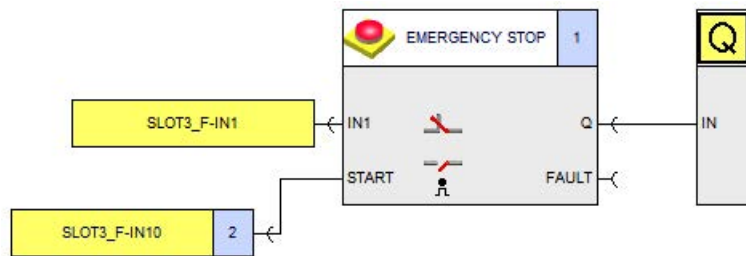 EMERGENCY STOP 1
Q
SLOT3_F-IN1
IN1
Q
IN
START
FAULT
SLOT3_F-IN10 2